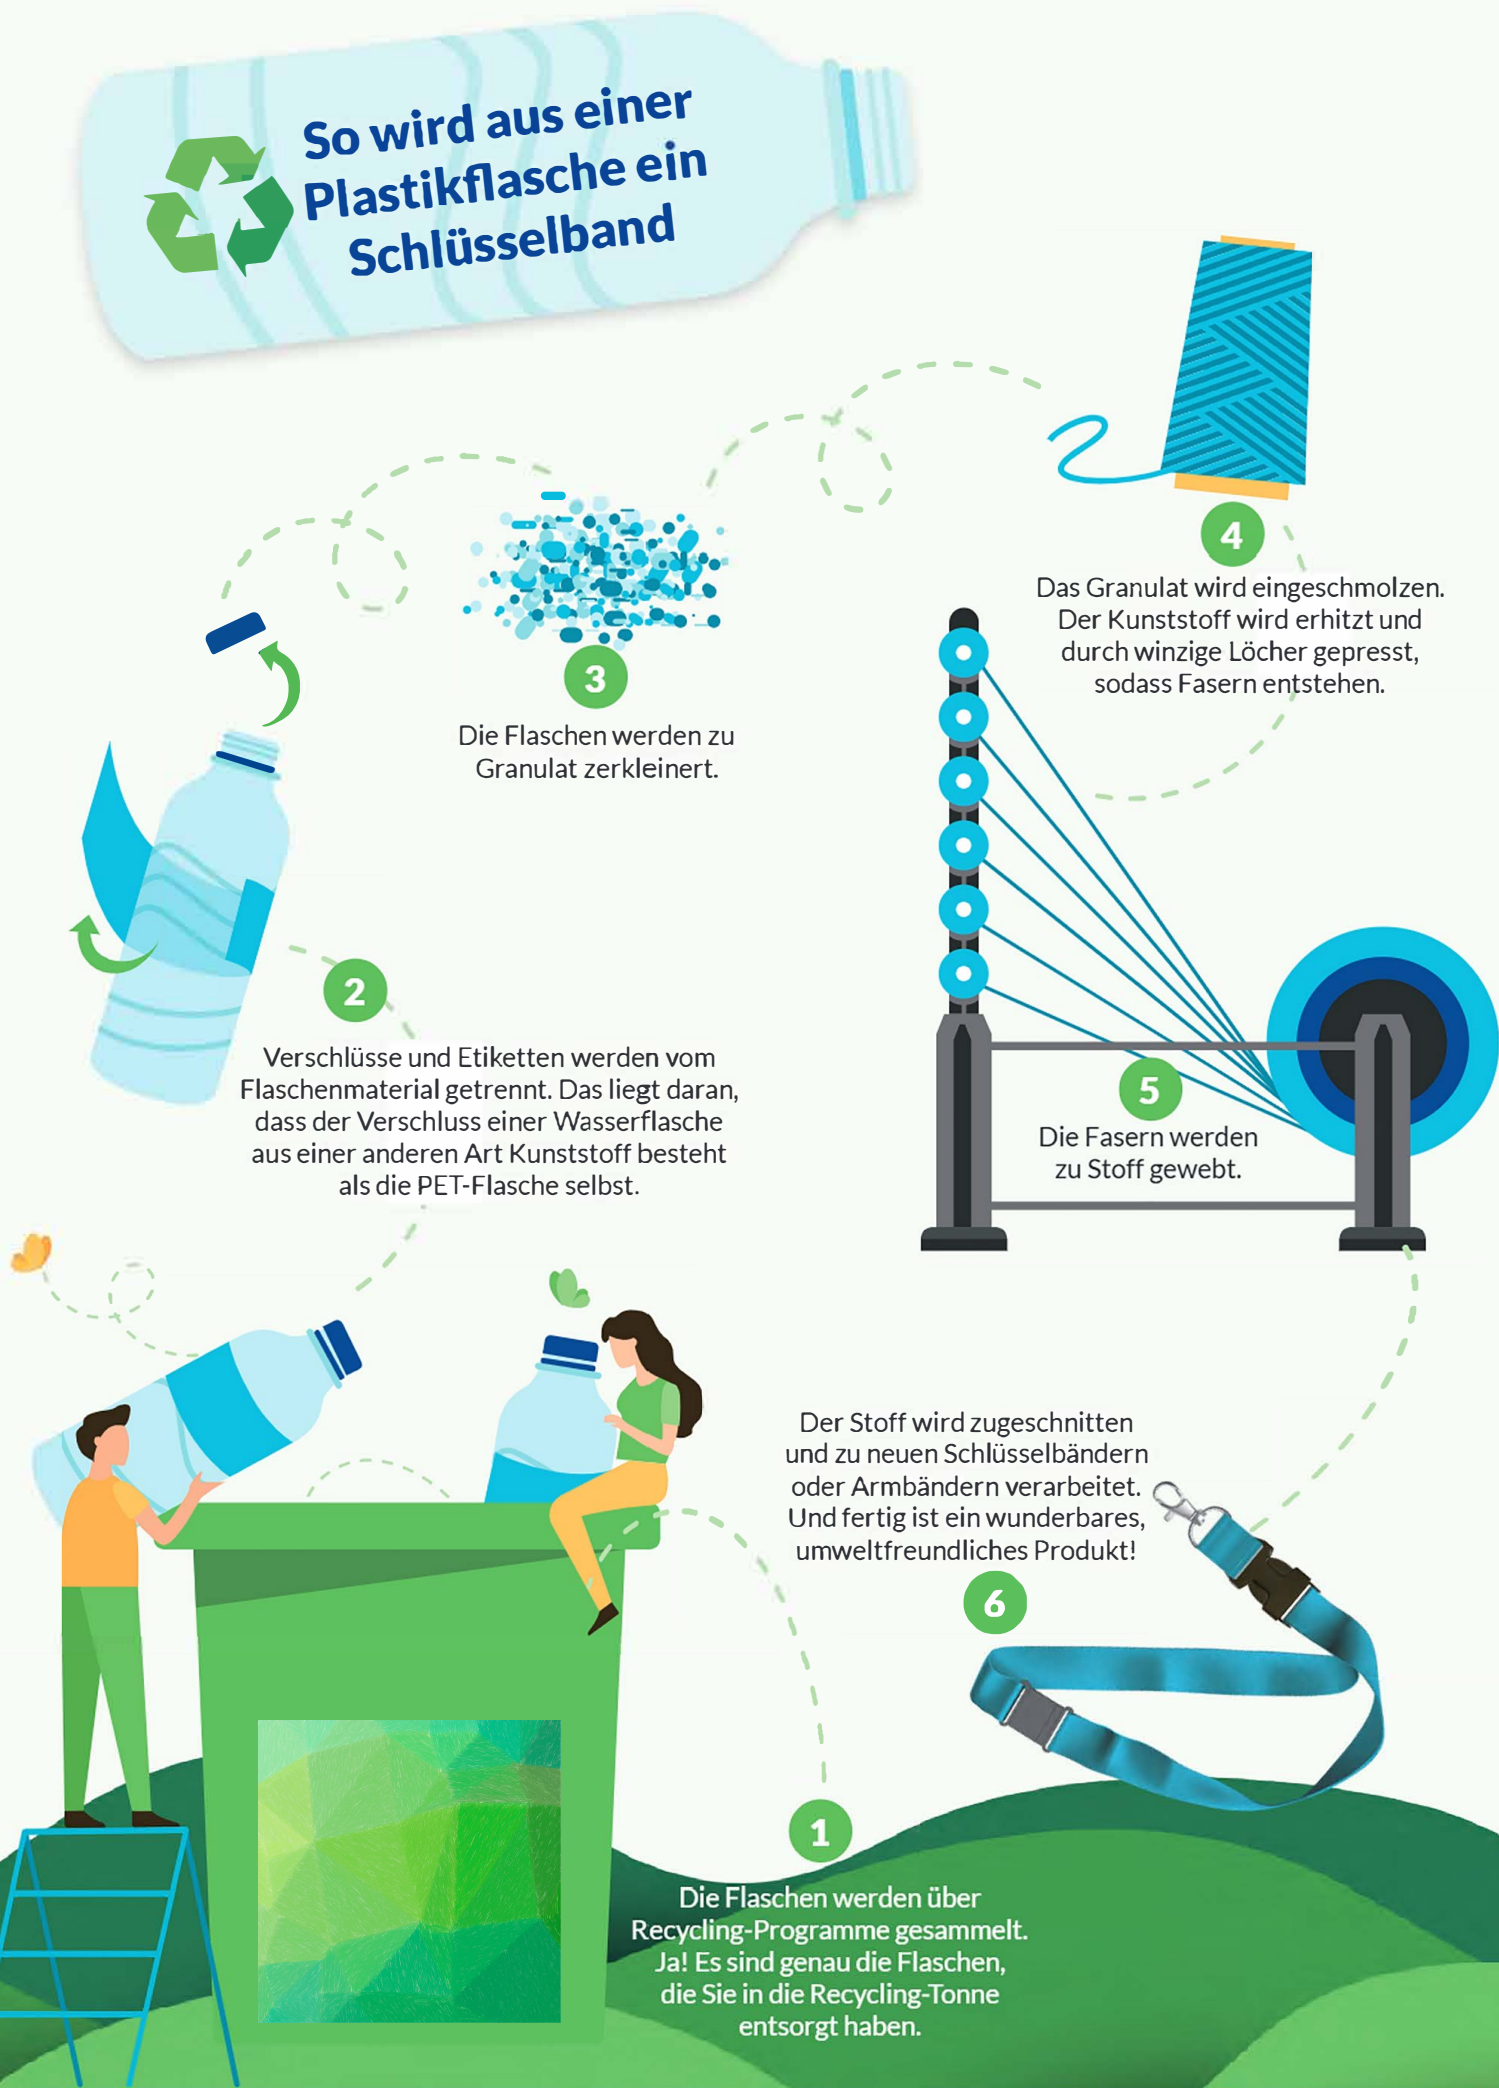 So wird aus einer
Plastikflasche ein
Schlüsselband
4
Das Granulat wird eingeschmolzen.
Der Kunststoff wird erhitzt und
durch winzige Löcher gepresst,
sodass Fasern entstehen.
3
Die Flaschen werden zu
Granulat zerkleinert.
2
Verschlüsse und Etiketten werden vom
Flaschenmaterial getrennt. Das liegt daran,
dass der Verschluss einer Wasserflasche
aus einer anderen Art Kunststoff besteht
als die PET-Flasche selbst.
5
Die Fasern werden
zu Stoff gewebt.
Der Stoff wird zugeschnitten
und zu neuen Schlüsselbändern
oder Armbändern verarbeitet.
Und fertig ist ein wunderbares,
umweltfreundliches Produkt!
6
1
Die Flaschen werden über
Recycling-Programme gesammelt.
Ja! Es sind genau die Flaschen,
die Sie in die Recycling-Tonne
entsorgt haben.